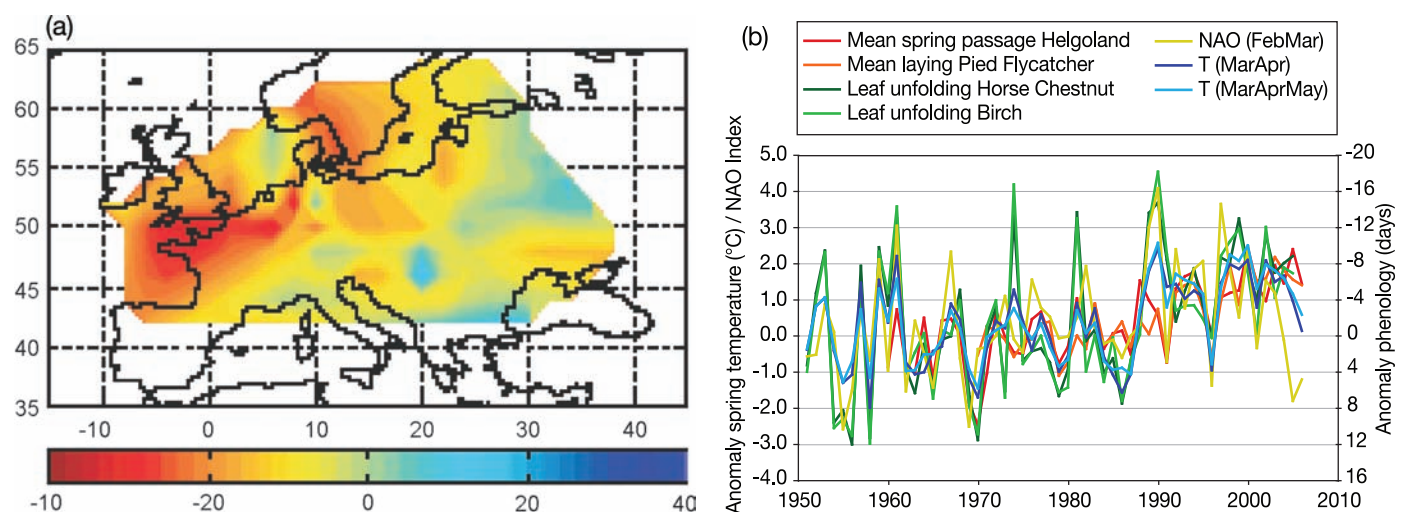 (a)
65
60
55
50
45
40
35
-10 0 10 20 30 40
-10 -20 0 20 40
(b)
Mean spring passage Helgoland
Mean laying Pied Flycatcher
Leaf unfolding Horse Chestnut
Leaf unfolding Birch
NAO (FebMar)
T (MarApr)
T (MarAprMay)
Anomaly spring temperature (°C) / NAO Index
5.0
4.0
3.0
2.0
1.0
0.0
-1.0
-2.0
-3.0
-4.0
-20
-16
-12
-8
-4
0
4
8
12
16
Anomaly phenology (days)
1950 1960 1970 1980 1990 2000 2010